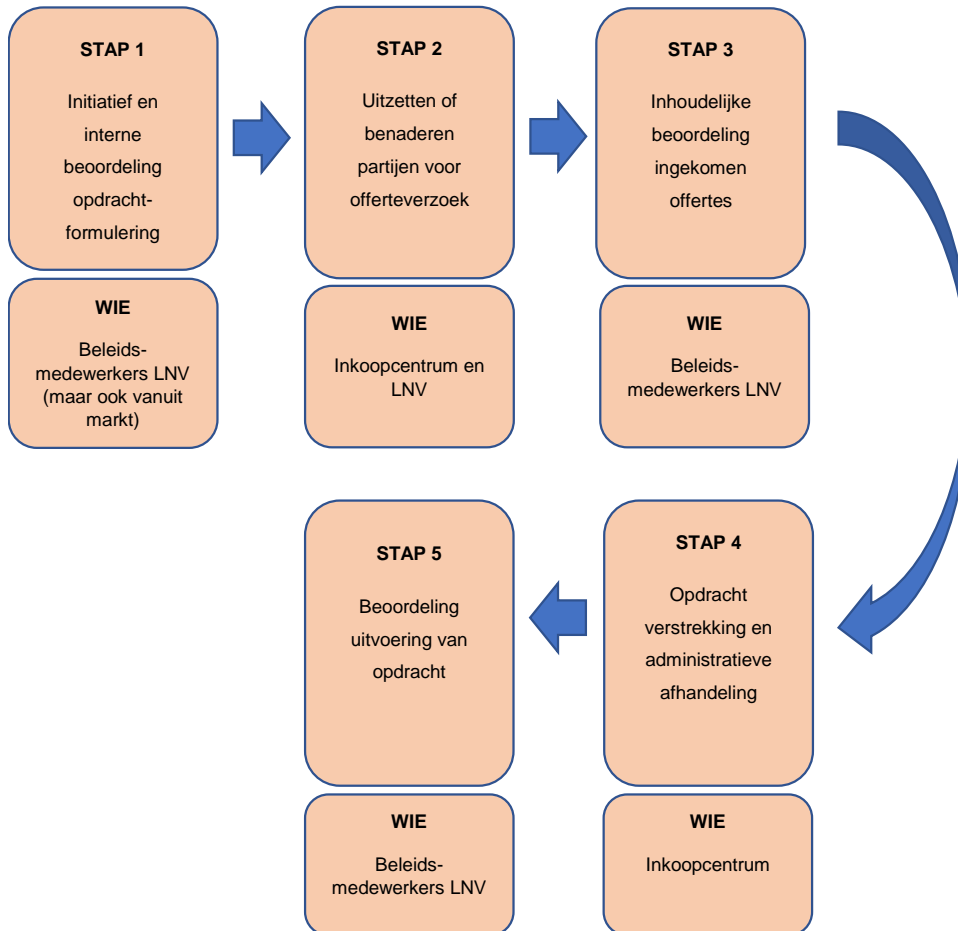 STAP 1
Initiatief en
interne
beoordeling
opdracht-
formulering
WIE
Beleids-
medewerkers LNV
(maar ook vanuit
markt)
STAP 2
Uitzetten of
benaderen
partijen voor
offerteverzoek
WIE
Inkoopcentrum en
LNV
STAP 3
Inhoudelijke
beoordeling
ingekomen
offertes
WIE
Beleids-
medewerkers LNV
STAP 4
Opdracht
verstrekking en
administratieve
afhandeling
WIE
Inkoopcentrum
STAP 5
Beoordeling
uitvoering van
opdracht
WIE
Beleids-
medewerkers LNV